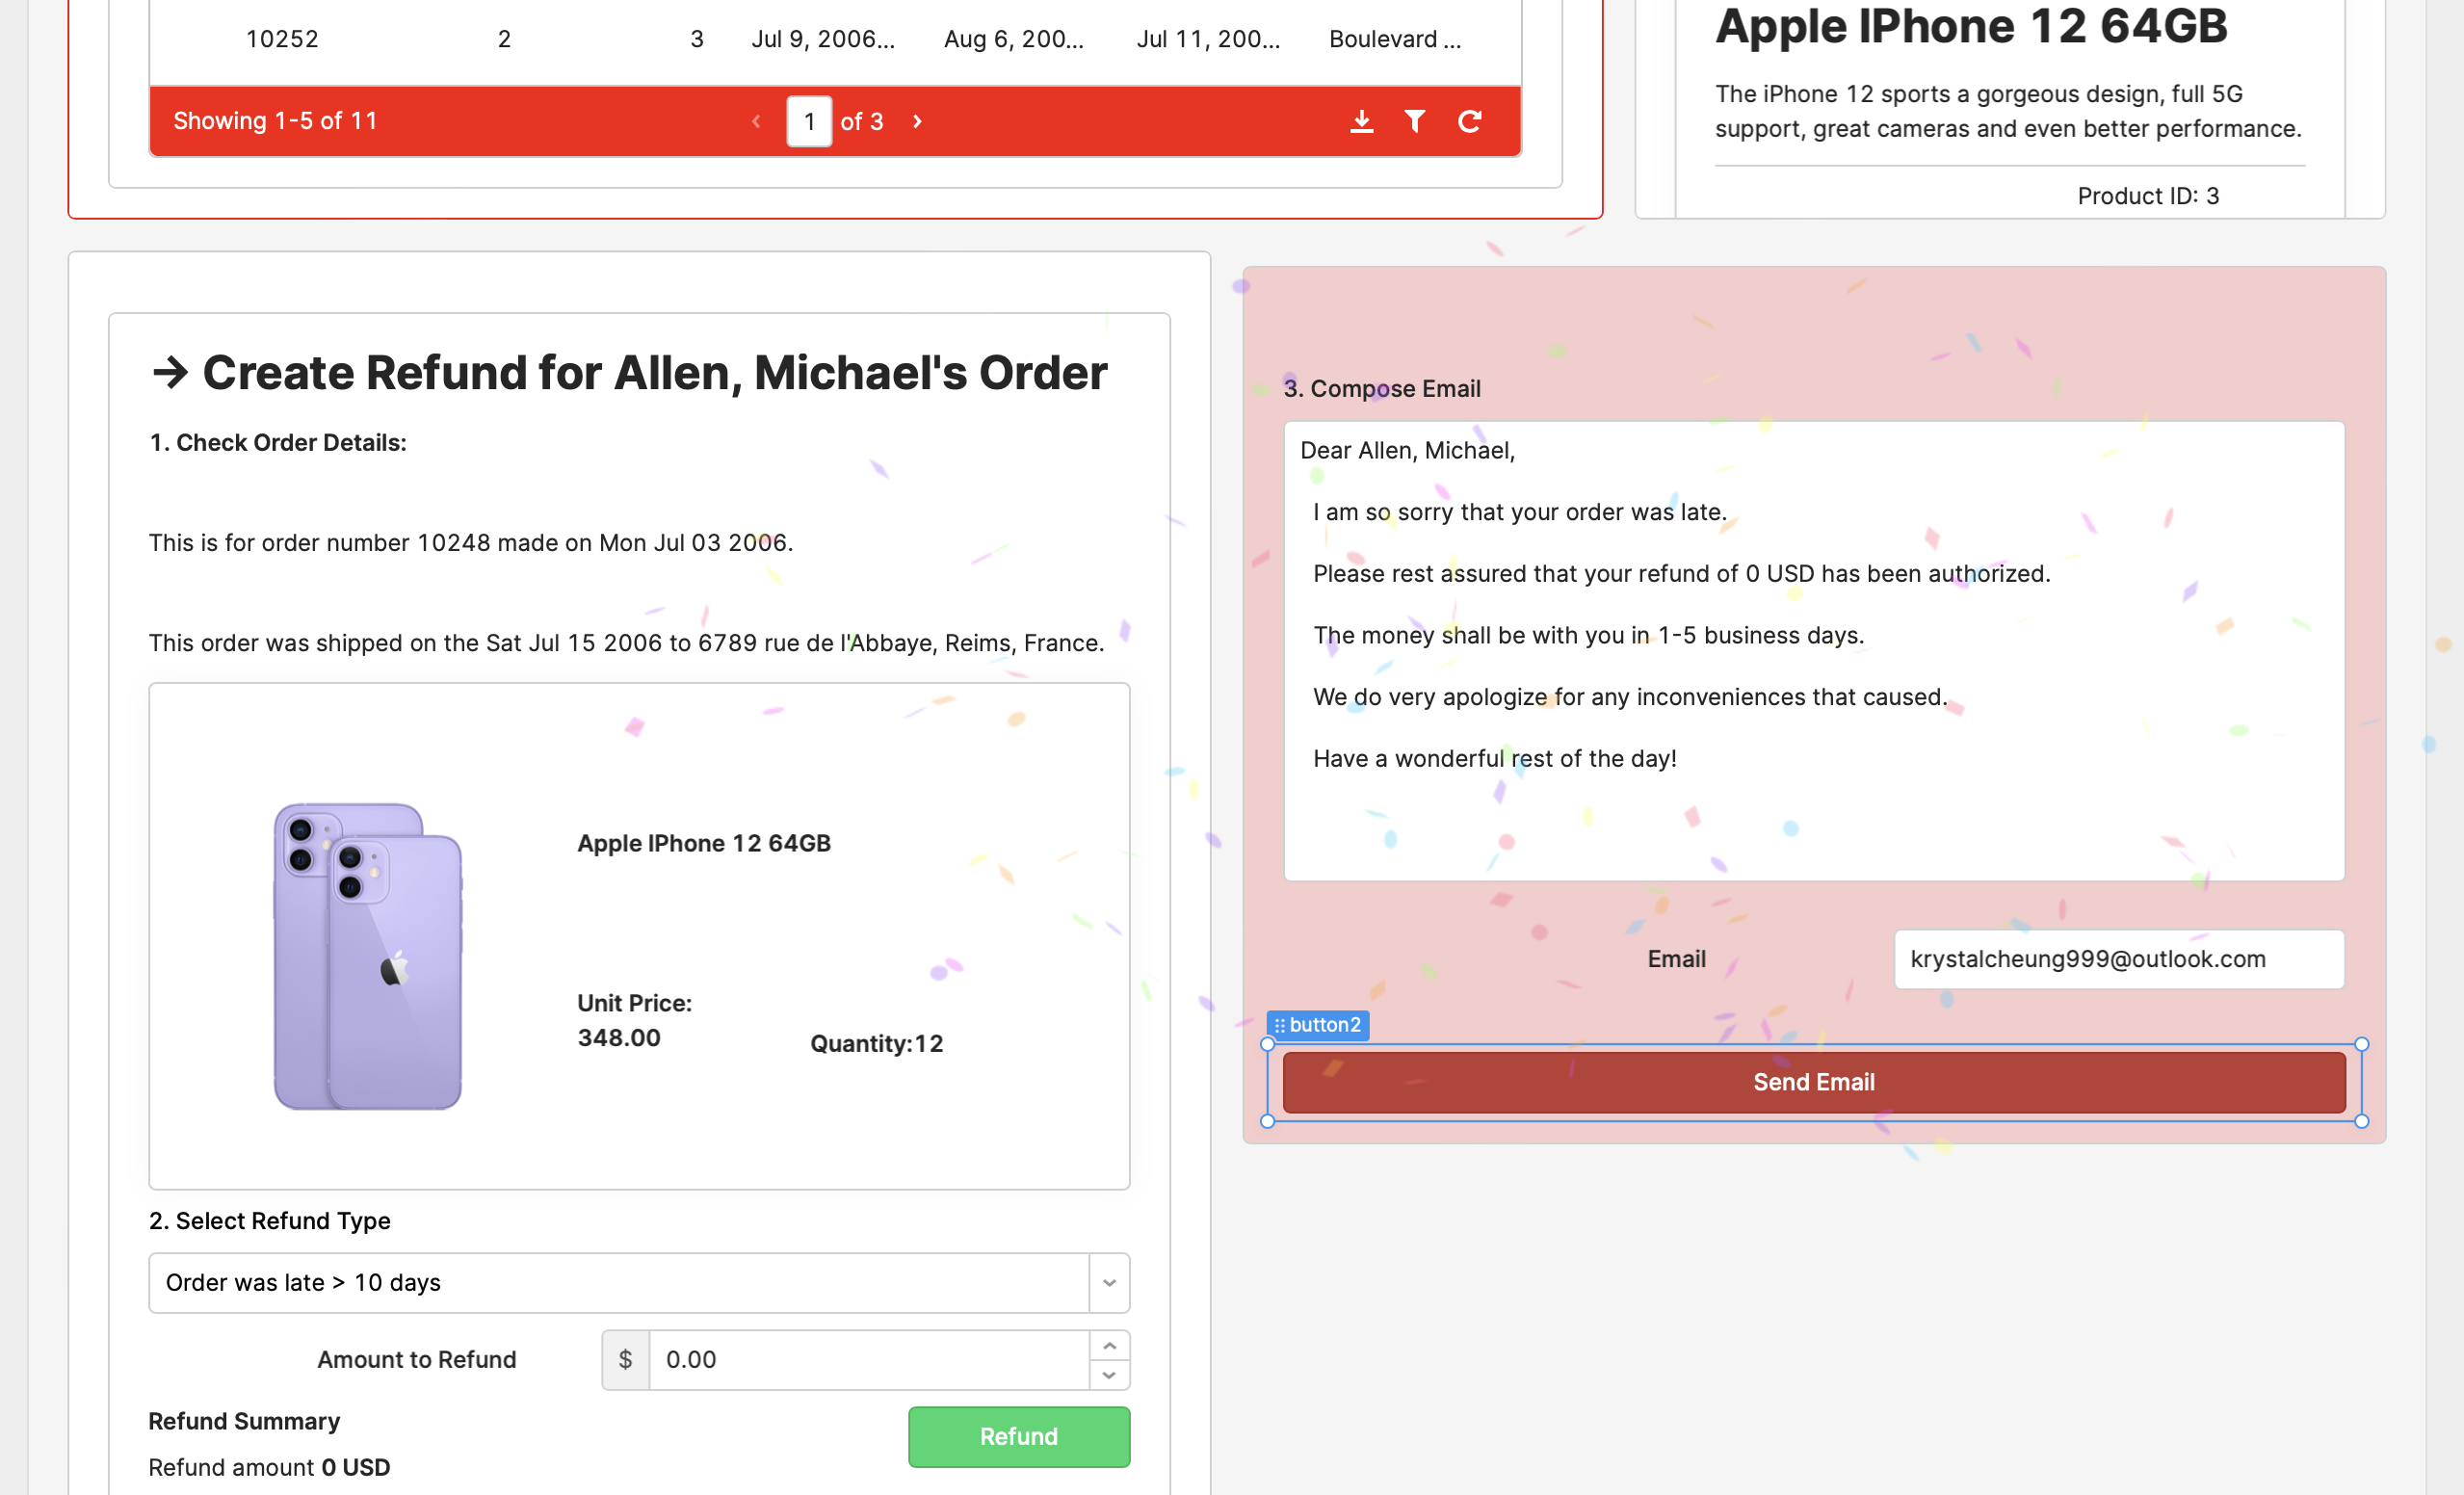 10252 2 3 Jul 9, 2006... Aug 6, 200... Jul 11, 200... Boulevard ...
Showing 1-5 of 11 1 of 3
Apple IPhone 12 64GB
The iPhone 12 sports a gorgeous design, full 5G
support, great cameras and even better performance.
Product ID: 3
→ Create Refund for Allen, Michael's Order
1. Check Order Details:
This is for order number 10248 made on Mon Jul 03 2006.
This order was shipped on the Sat Jul 15 2006 to 6789 rue de l'Abbaye, Reims, France.
Apple IPhone 12 64GB
Unit Price:
348.00
Quantity:12
2. Select Refund Type
Order was late > 10 days
Amount to Refund $ 0.00
Refund Summary
Refund
Refund amount 0 USD
3. Compose Email
Dear Allen, Michael,
I am so sorry that your order was late.
Please rest assured that your refund of 0 USD has been authorized.
The money shall be with you in 1-5 business days.
We do very apologize for any inconveniences that caused.
Have a wonderful rest of the day!
Email krystalcheung999@outlook.com
button2
Send Email